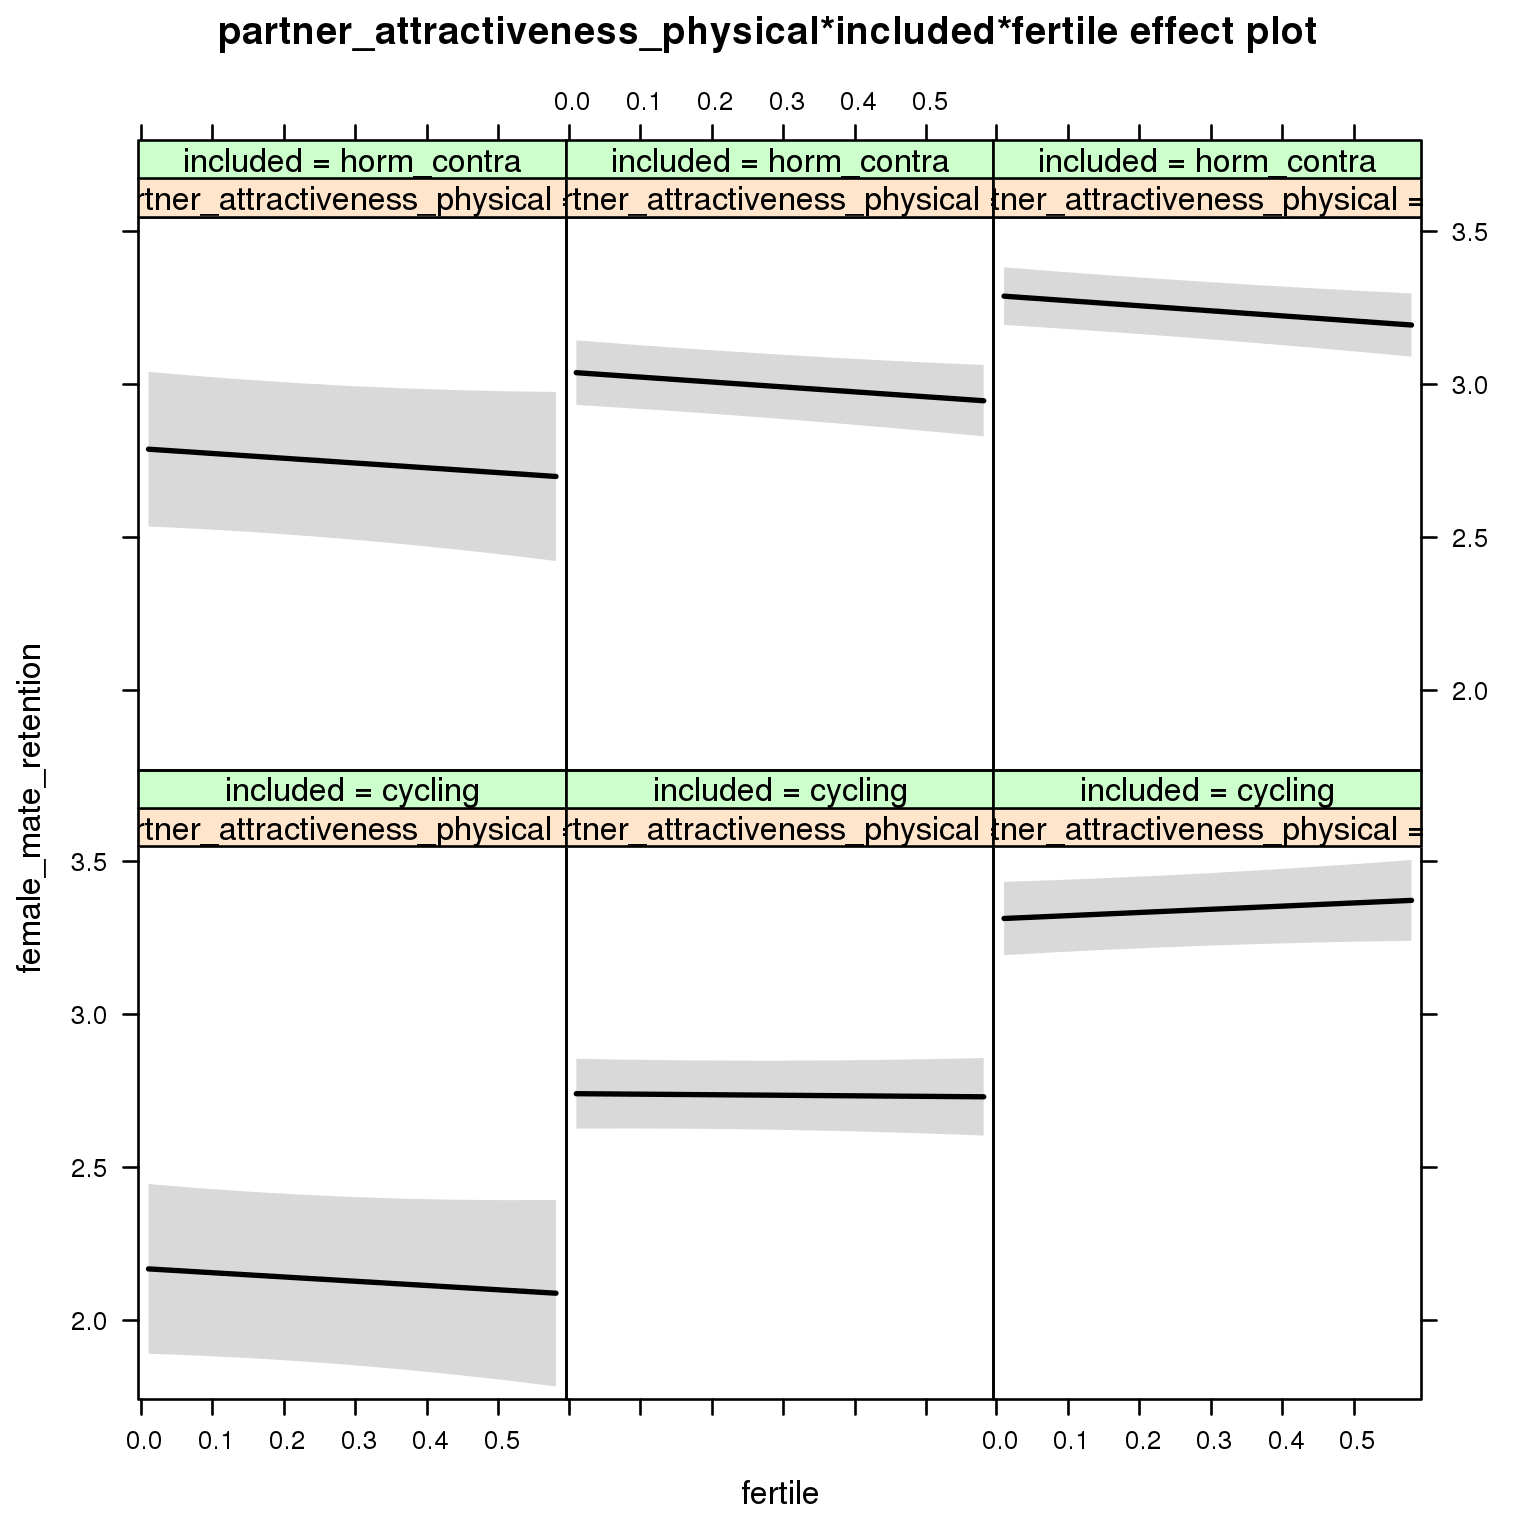 partner_attractiveness_physical*included*fertile effect plot
0.0 0.1 0.2 0.3 0.4 0.5
included = horm_contra included = horm_contra included = horm_contra
rtner_attractiveness_physical = rtner_attractiveness_physical = tner_attractiveness_physical =
3.5
3.0
2.5
2.0
female_mate_retention
included = cycling included = cycling included = cycling
rtner_attractiveness_physical = rtner_attractiveness_physical = tner_attractiveness_physical =
3.5
3.0
2.5
2.0
0.0 0.1 0.2 0.3 0.4 0.5 0.0 0.1 0.2 0.3 0.4 0.5
fertile